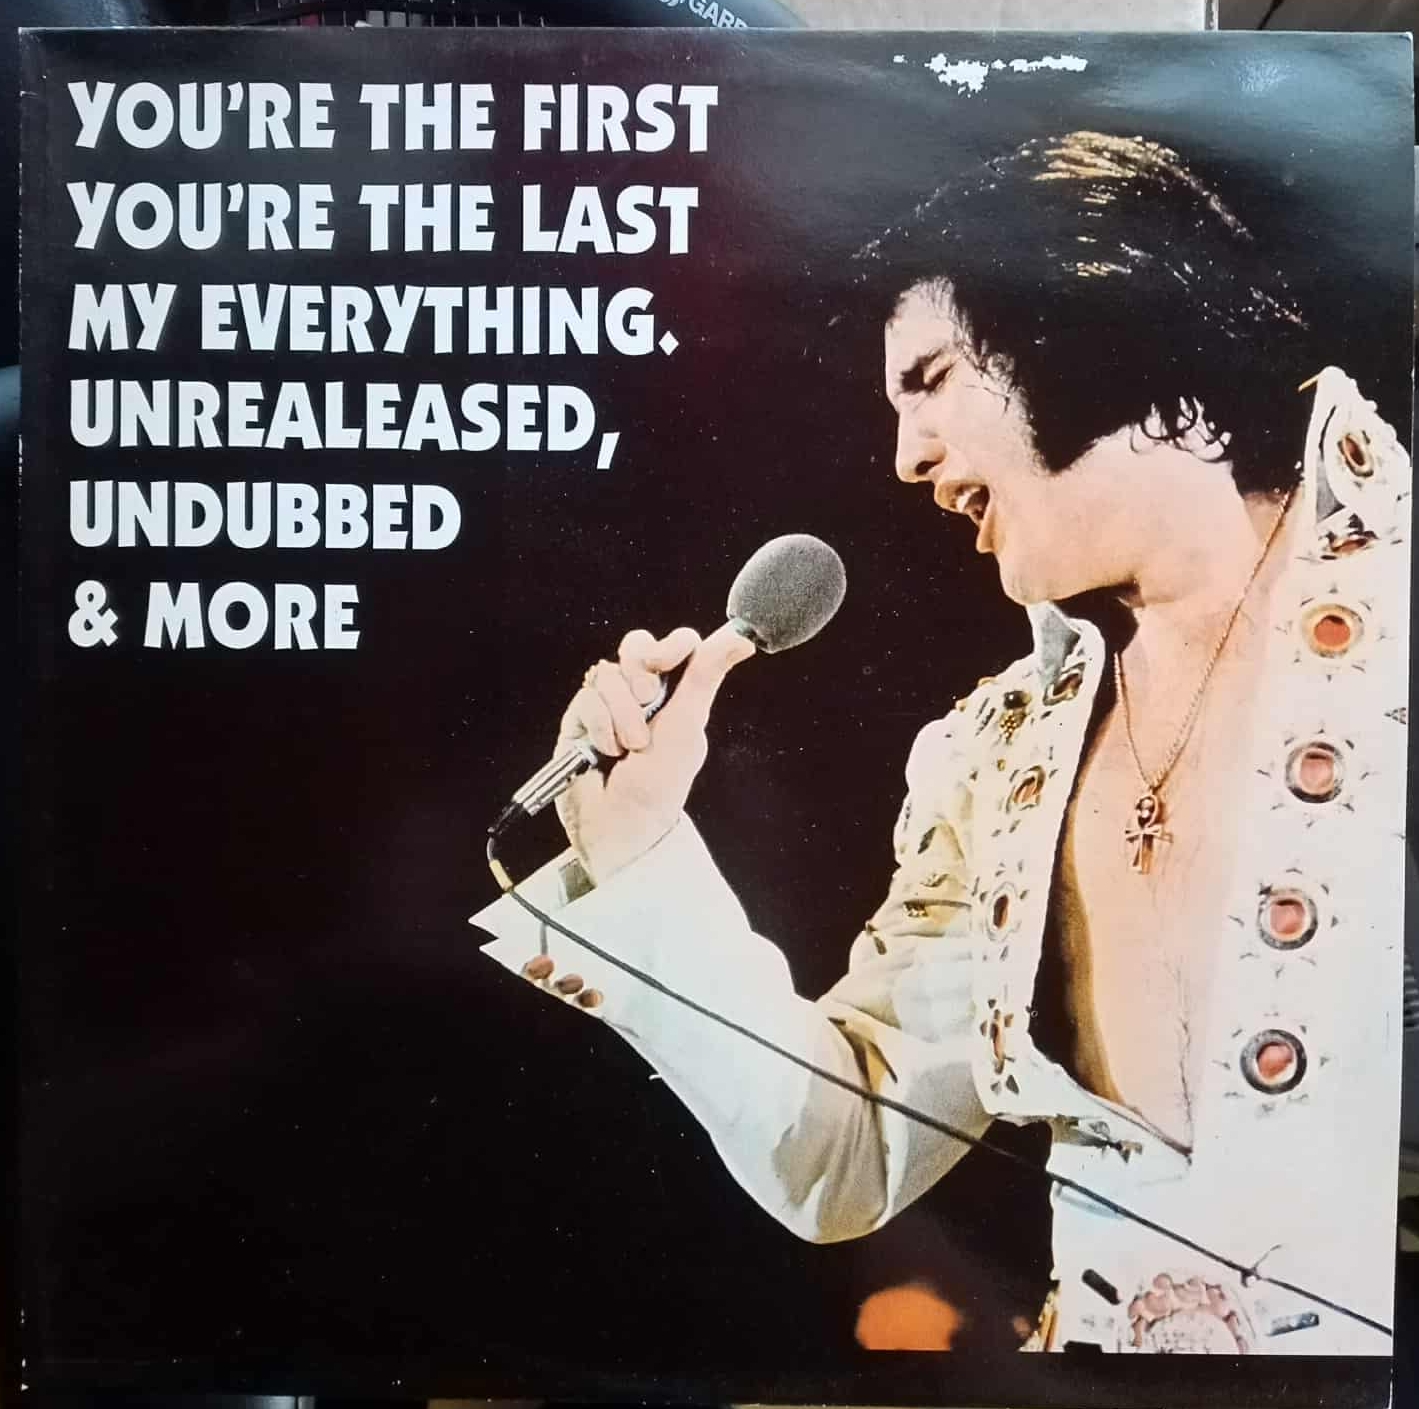 YOU'RE THE FIRST
YOU'RE THE LAST
MY EVERYTHING.
UNREALEASED,
UNDUBBED
& MORE